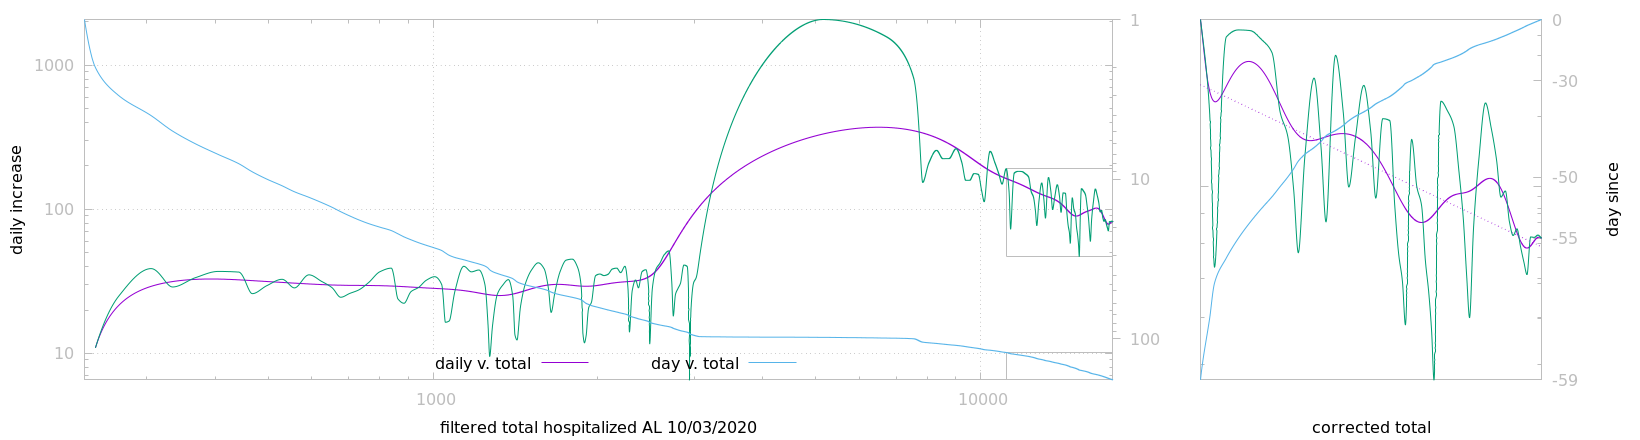 daily increase
1000
100
10
1000
10000
1
10
100
daily v. total
day v. total
filtered total hospitalized AL 10/03/2020
0
-30
-50
-55
-59
day since
corrected total